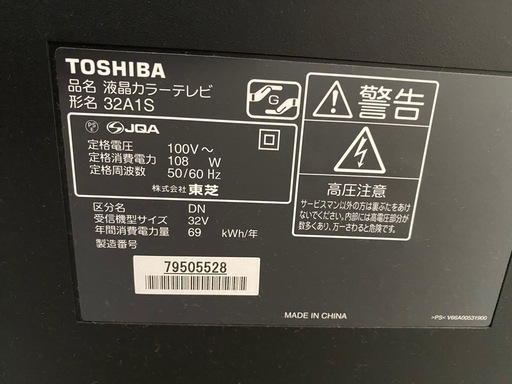 TOSHIBA
品名 液晶カラーテレビ
形名 32A1S
PS E JQA
定格電圧 100V～
定格消費電力 108 W
定格周波数 50/60 Hz
株式会社 東芝
区分名 DN
受信機型サイズ 32V
年間消費電力量 69 kWh/年
製造番号
79505528
G
警告
高圧注意
サービスマン以外の方は裏ぶたをあけ
ないでください。内部には高電圧部分が
数多くあり、万一さわると危険です。
MADE IN CHINA
>PS< V66A00531900